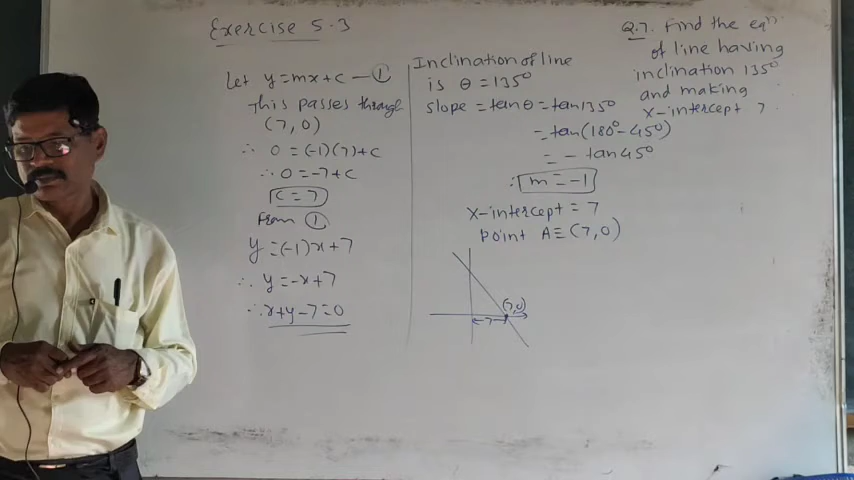 Exercise 5.3
Q.7. Find the eqⁿ.
of line having
inclination 135°
and making
x-intercept 7.
Inclination of line
is θ = 135°
slope = tanθ = tan135°
= tan(180° - 45°)
= - tan45°
∴ m = -1
x-intercept = 7
point A ≡ (7,0)
(7,0)
7
Let y = mx + c — ①
This passes through
(7,0)
∴ 0 = (-1)(7) + c
∴ 0 = -7 + c
c = 7
From ①
y = (-1)x + 7
∴ y = -x + 7
∴ x + y - 7 = 0